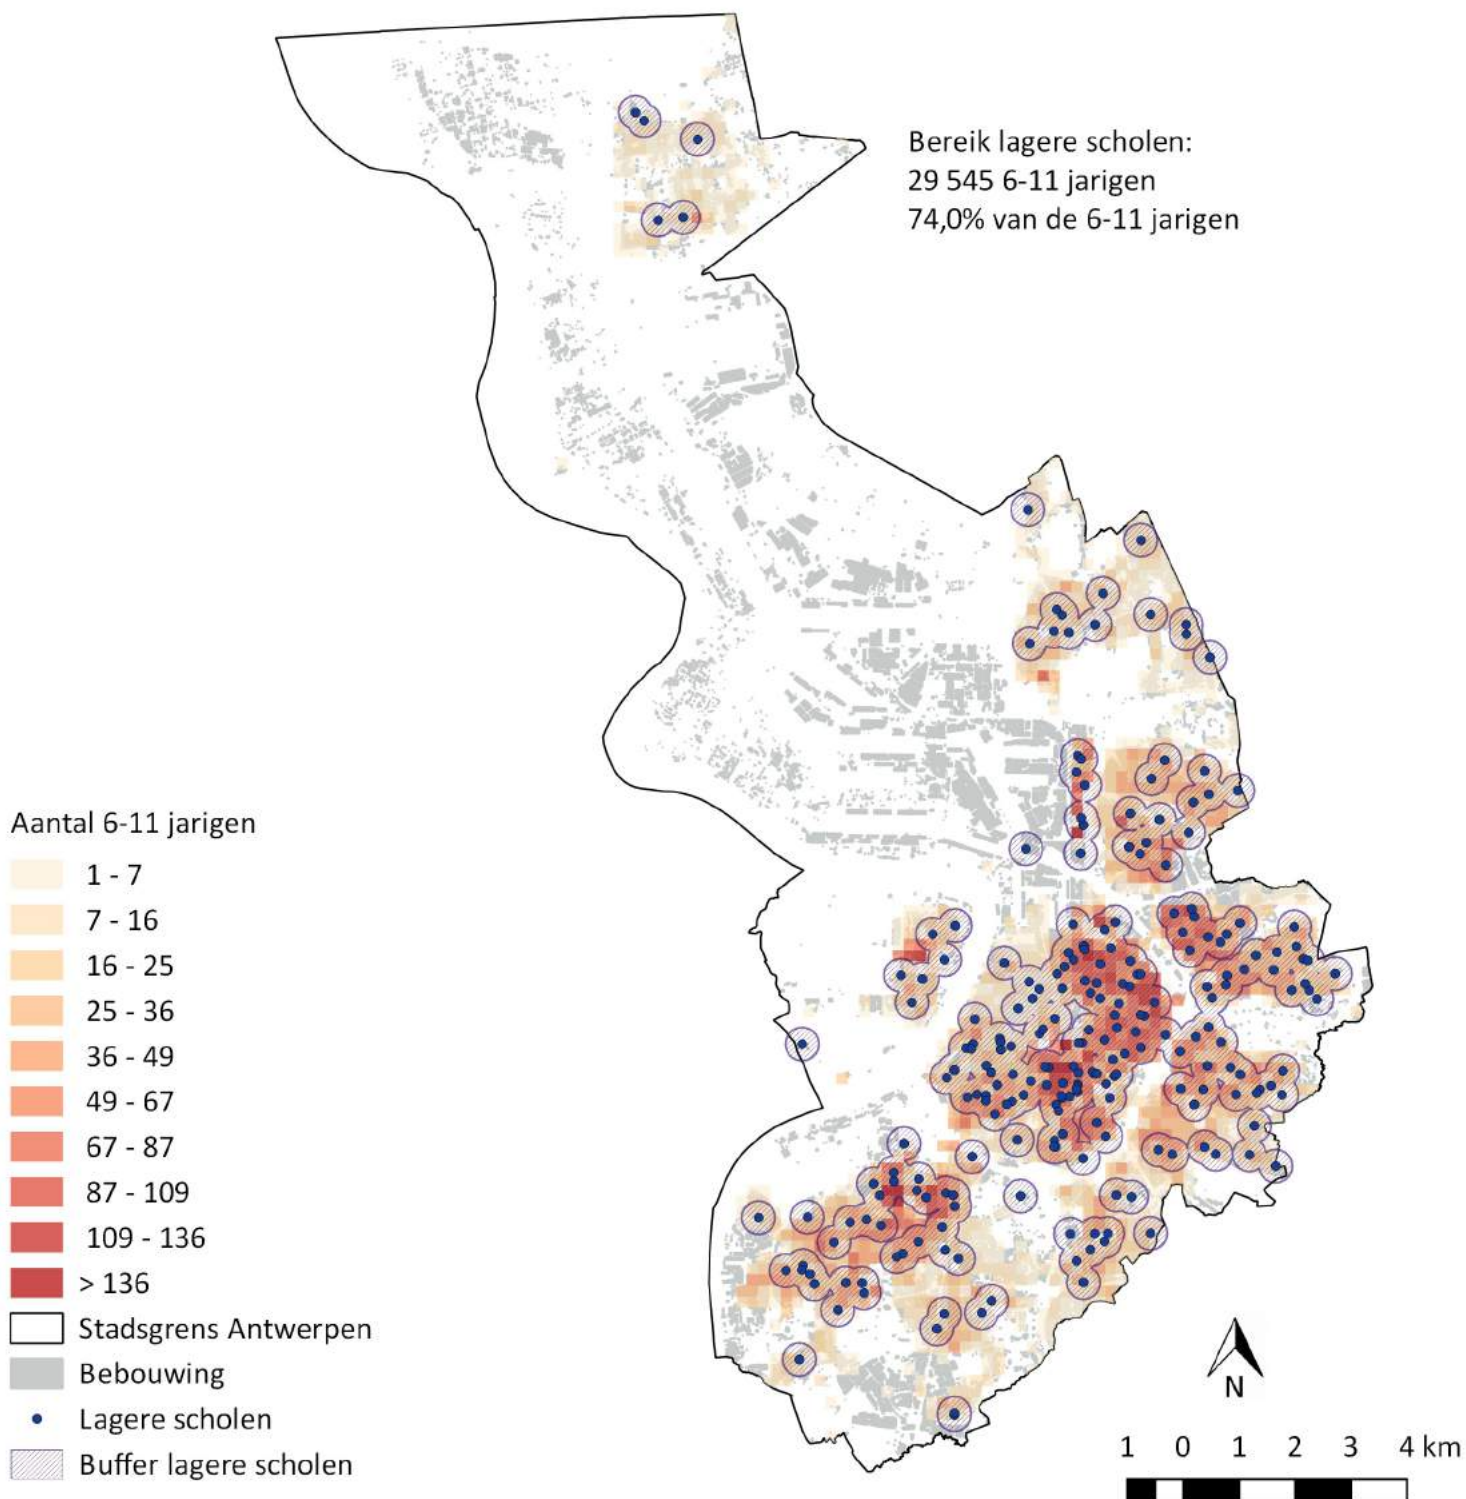 Bereik lagere scholen:
29 545 6-11 jarigen
74,0% van de 6-11 jarigen
Aantal 6-11 jarigen
1 - 7
7 - 16
16 - 25
25 - 36
36 - 49
49 - 67
67 - 87
87 - 109
109 - 136
> 136
Stadsgrens Antwerpen
Bebouwing
Lagere scholen
Buffer lagere scholen
N
1 0 1 2 3 4 km